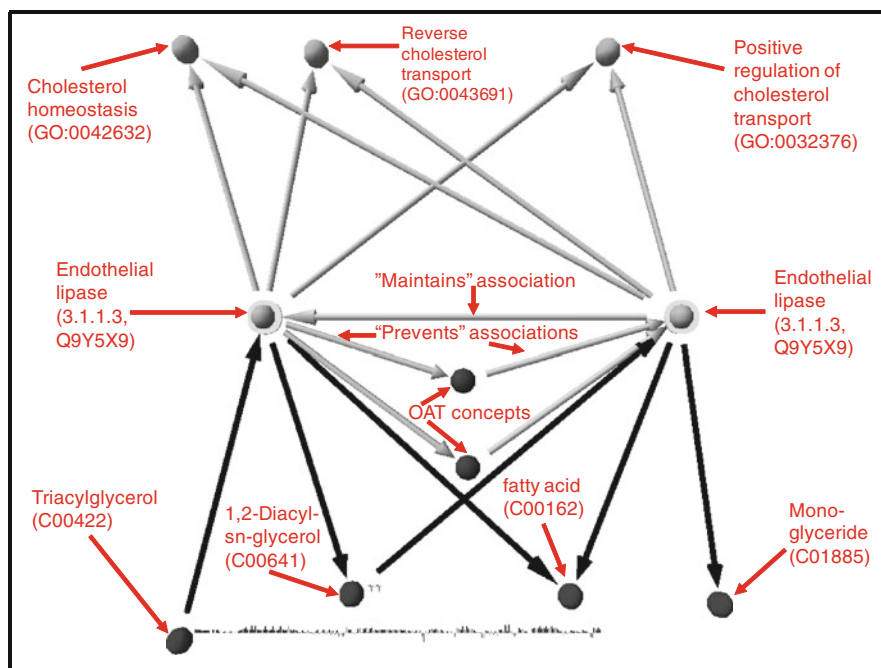 Cholesterol
homeostasis
(GO:0042632)
Reverse
cholesterol
transport
(GO:0043691)
Positive
regulation of
cholesterol
transport
(GO:0032376)
Endothelial
lipase
(3.1.1.3,
Q9Y5X9)
”Maintains” association
“Prevents” associations
OAT concepts
Endothelial
lipase
(3.1.1.3,
Q9Y5X9)
Triacylglycerol
(C00422)
1,2-Diacyl-
sn-glycerol
(C00641)
fatty acid
(C00162)
Mono-
glyceride
(C01885)